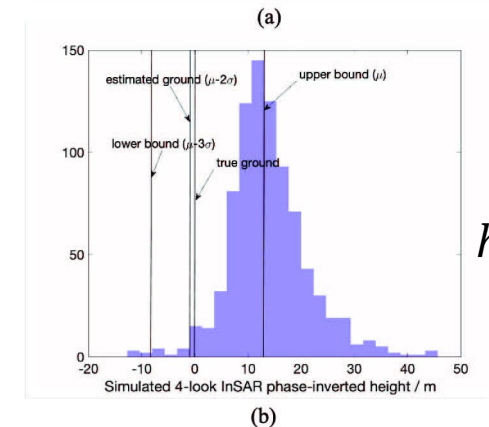 (a)
150
estimated ground (μ-2σ)
upper bound (μ)
lower bound (μ-3σ)
100
true ground
50
h
0
-20 -10 0 10 20 30 40 50
Simulated 4-look InSAR phase-inverted height / m
(b)